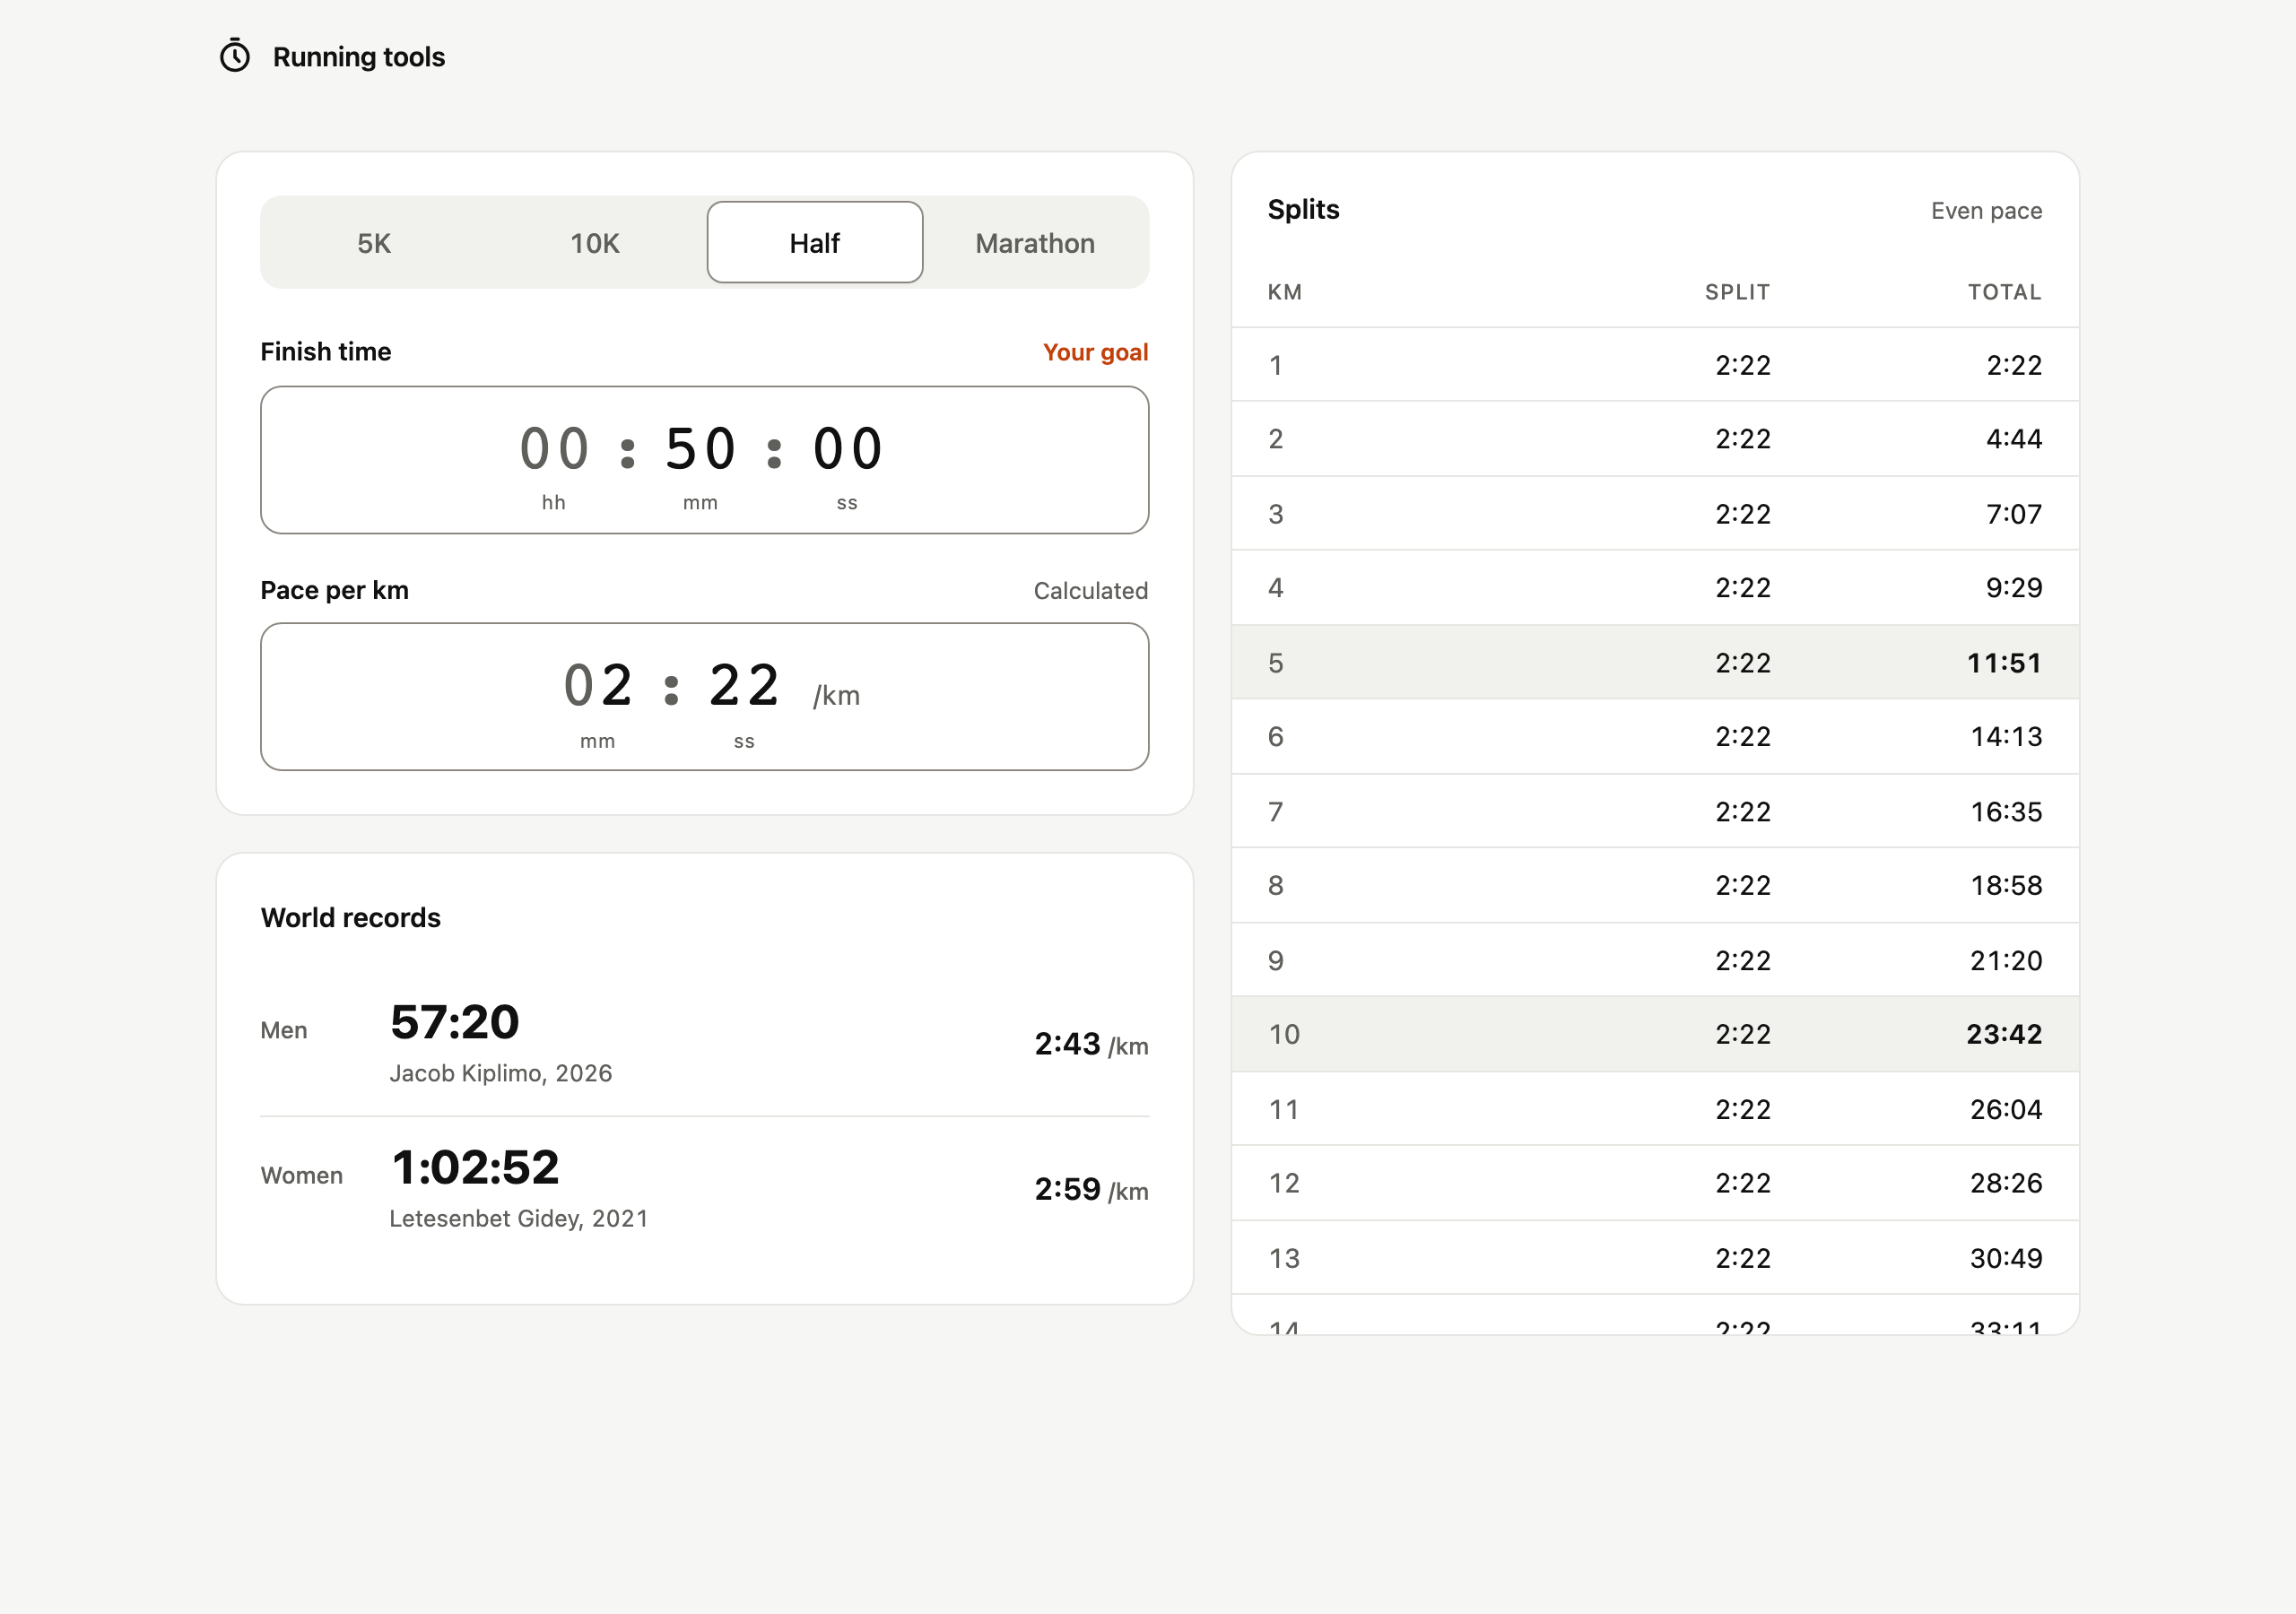 Running tools
5K 10K Half Marathon
Finish time Your goal
00 : 50 : 00
hh mm ss
Pace per km Calculated
02 : 22 /km
mm ss
World records
Men 57:20 2:43 /km
Jacob Kiplimo, 2026
Women 1:02:52 2:59 /km
Letesenbet Gidey, 2021
Splits Even pace
KM SPLIT TOTAL
1 2:22 2:22
2 2:22 4:44
3 2:22 7:07
4 2:22 9:29
5 2:22 11:51
6 2:22 14:13
7 2:22 16:35
8 2:22 18:58
9 2:22 21:20
10 2:22 23:42
11 2:22 26:04
12 2:22 28:26
13 2:22 30:49
14 2:22 33:11